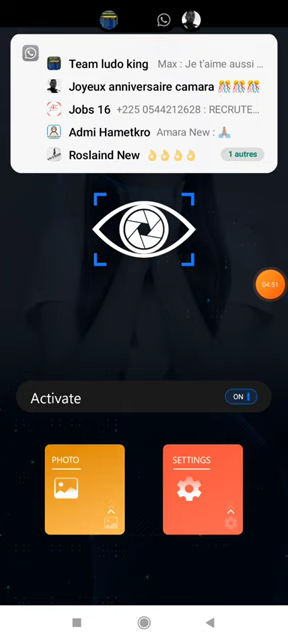 Team ludo king Max : Je t'aime aussi ...
Joyeux anniversaire camara 🎊🎊🎊
Jobs 16 +225 0544212628 : RECRUTE...
Admi Hametkro Amara New : 🙏🏼
Roslaind New 👌👌👌👌 1 autres
04:51
Activate ON
PHOTO
SETTINGS